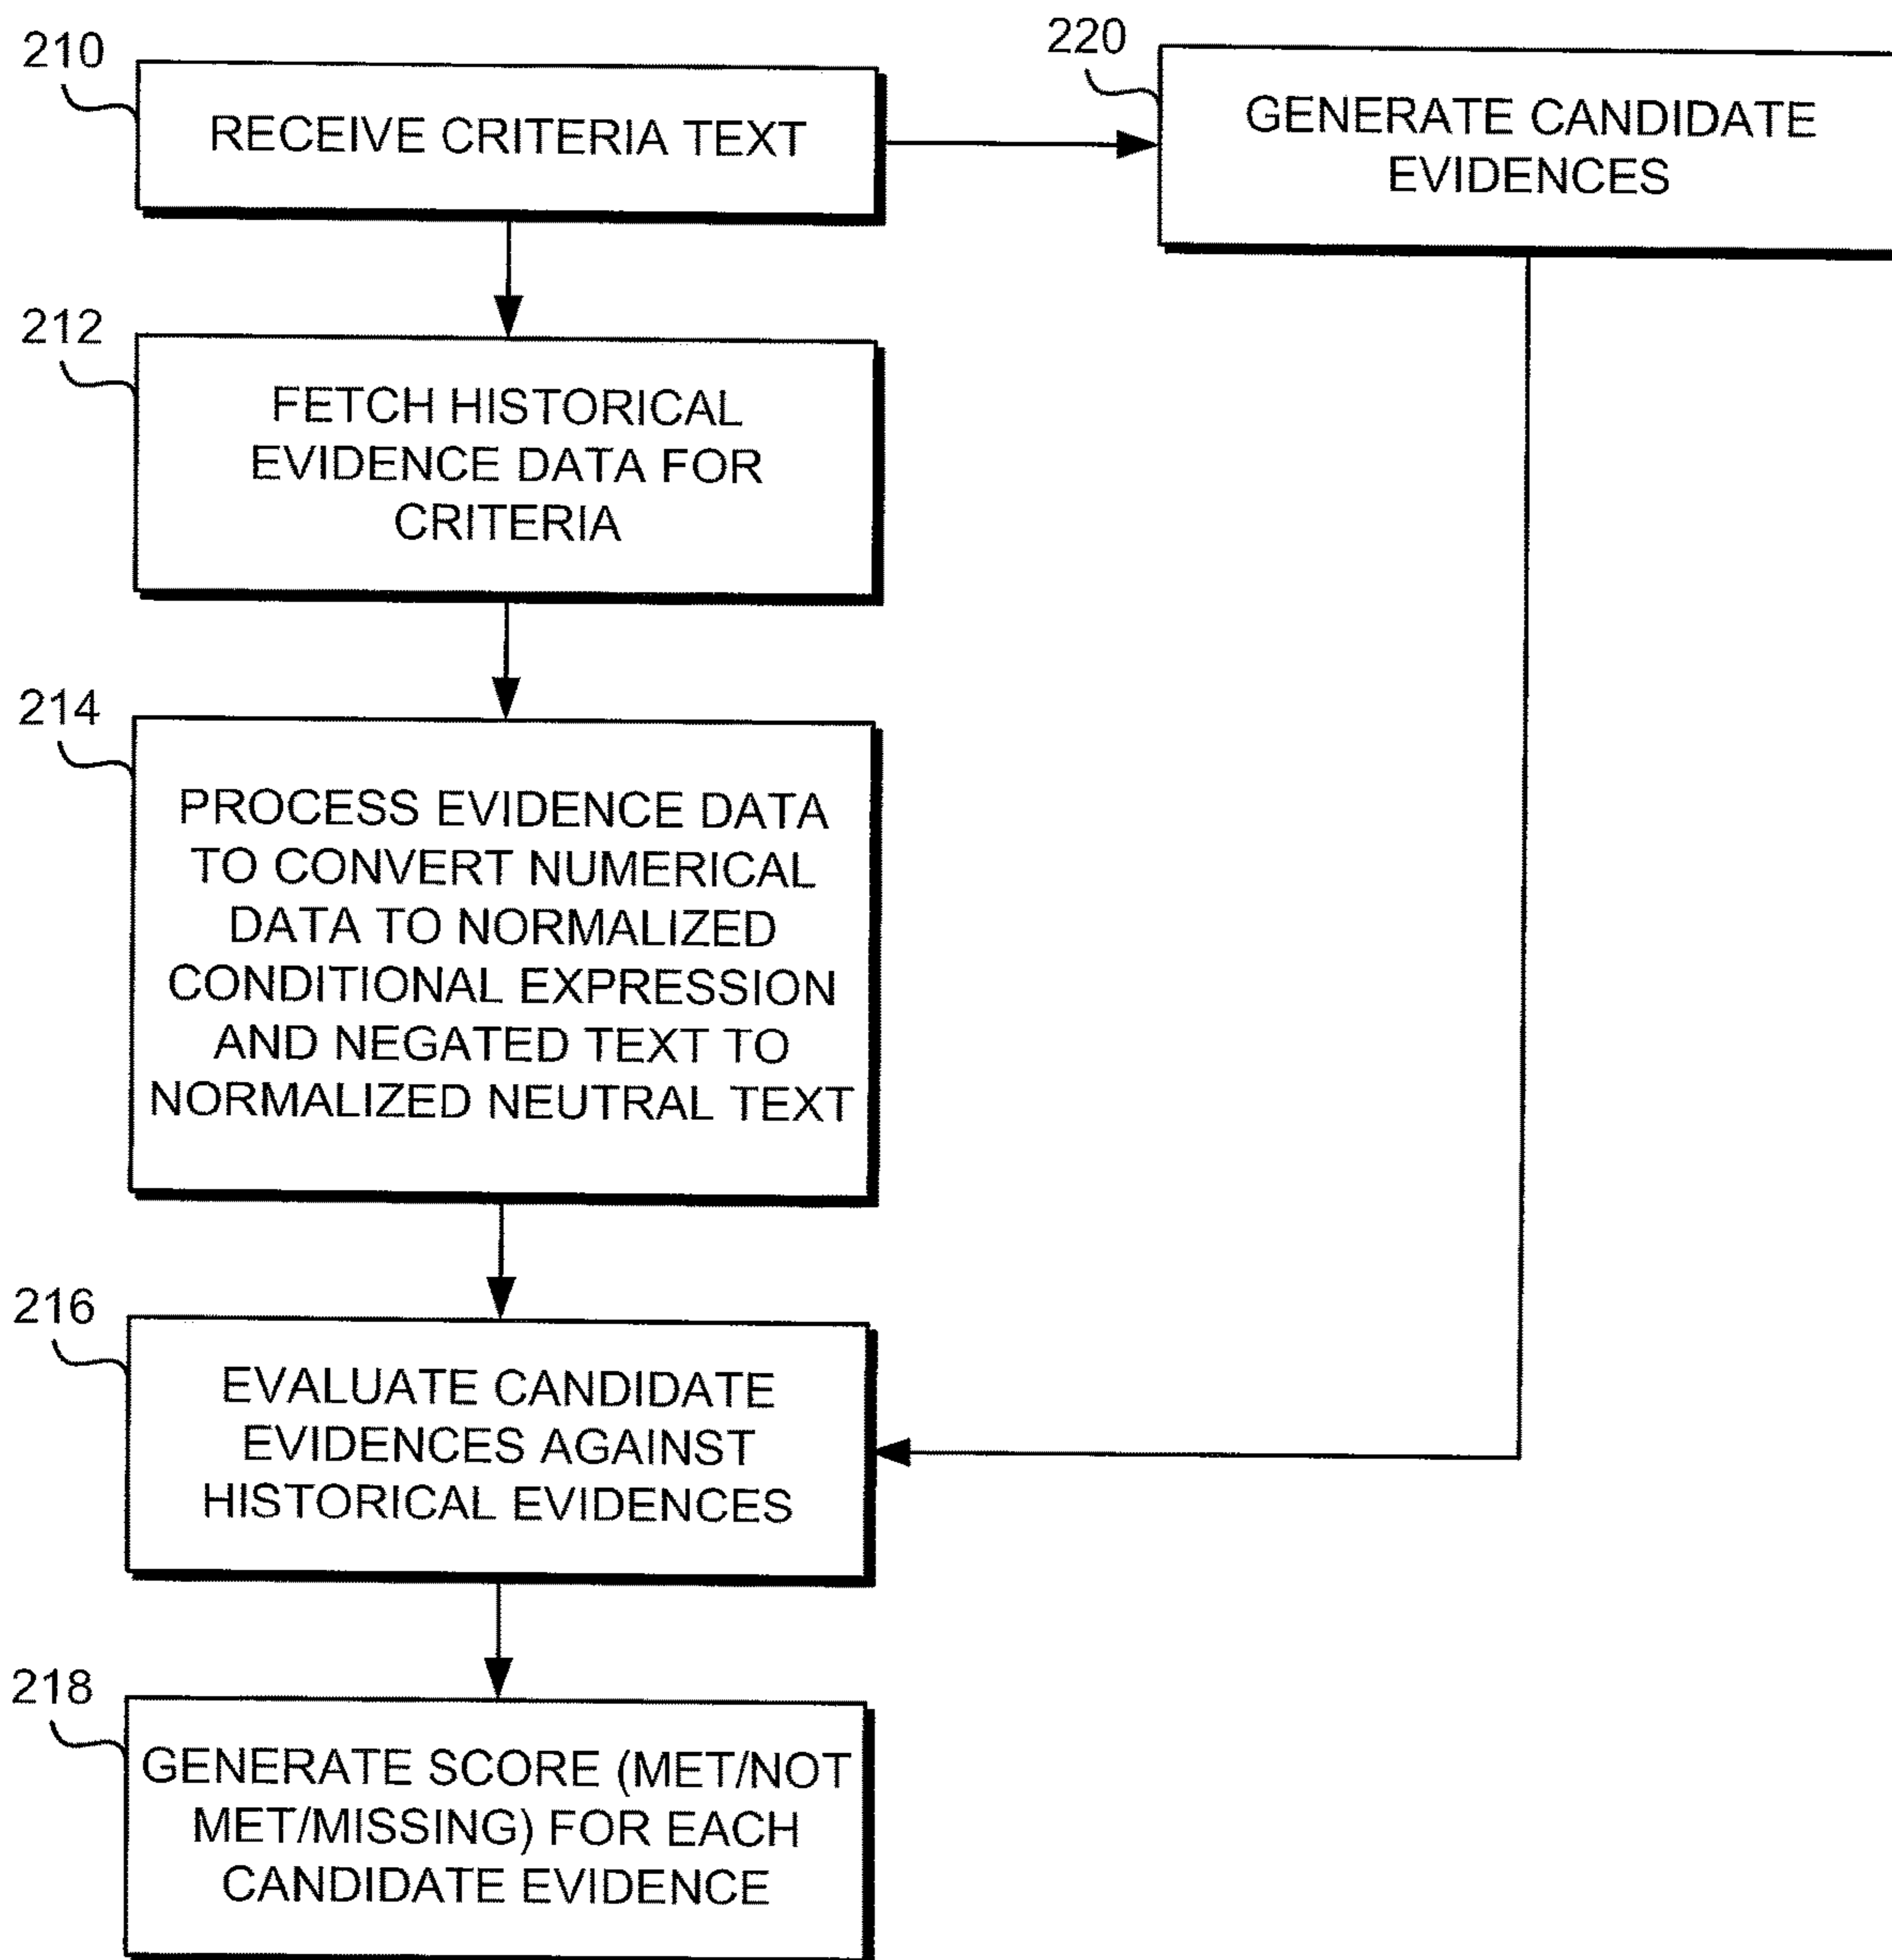 210
RECEIVE CRITERIA TEXT
220
GENERATE CANDIDATE
EVIDENCES
212
FETCH HISTORICAL
EVIDENCE DATA FOR
CRITERIA
214
PROCESS EVIDENCE DATA
TO CONVERT NUMERICAL
DATA TO NORMALIZED
CONDITIONAL EXPRESSION
AND NEGATED TEXT TO
NORMALIZED NEUTRAL TEXT
216
EVALUATE CANDIDATE
EVIDENCES AGAINST
HISTORICAL EVIDENCES
218
GENERATE SCORE (MET/NOT
MET/MISSING) FOR EACH
CANDIDATE EVIDENCE